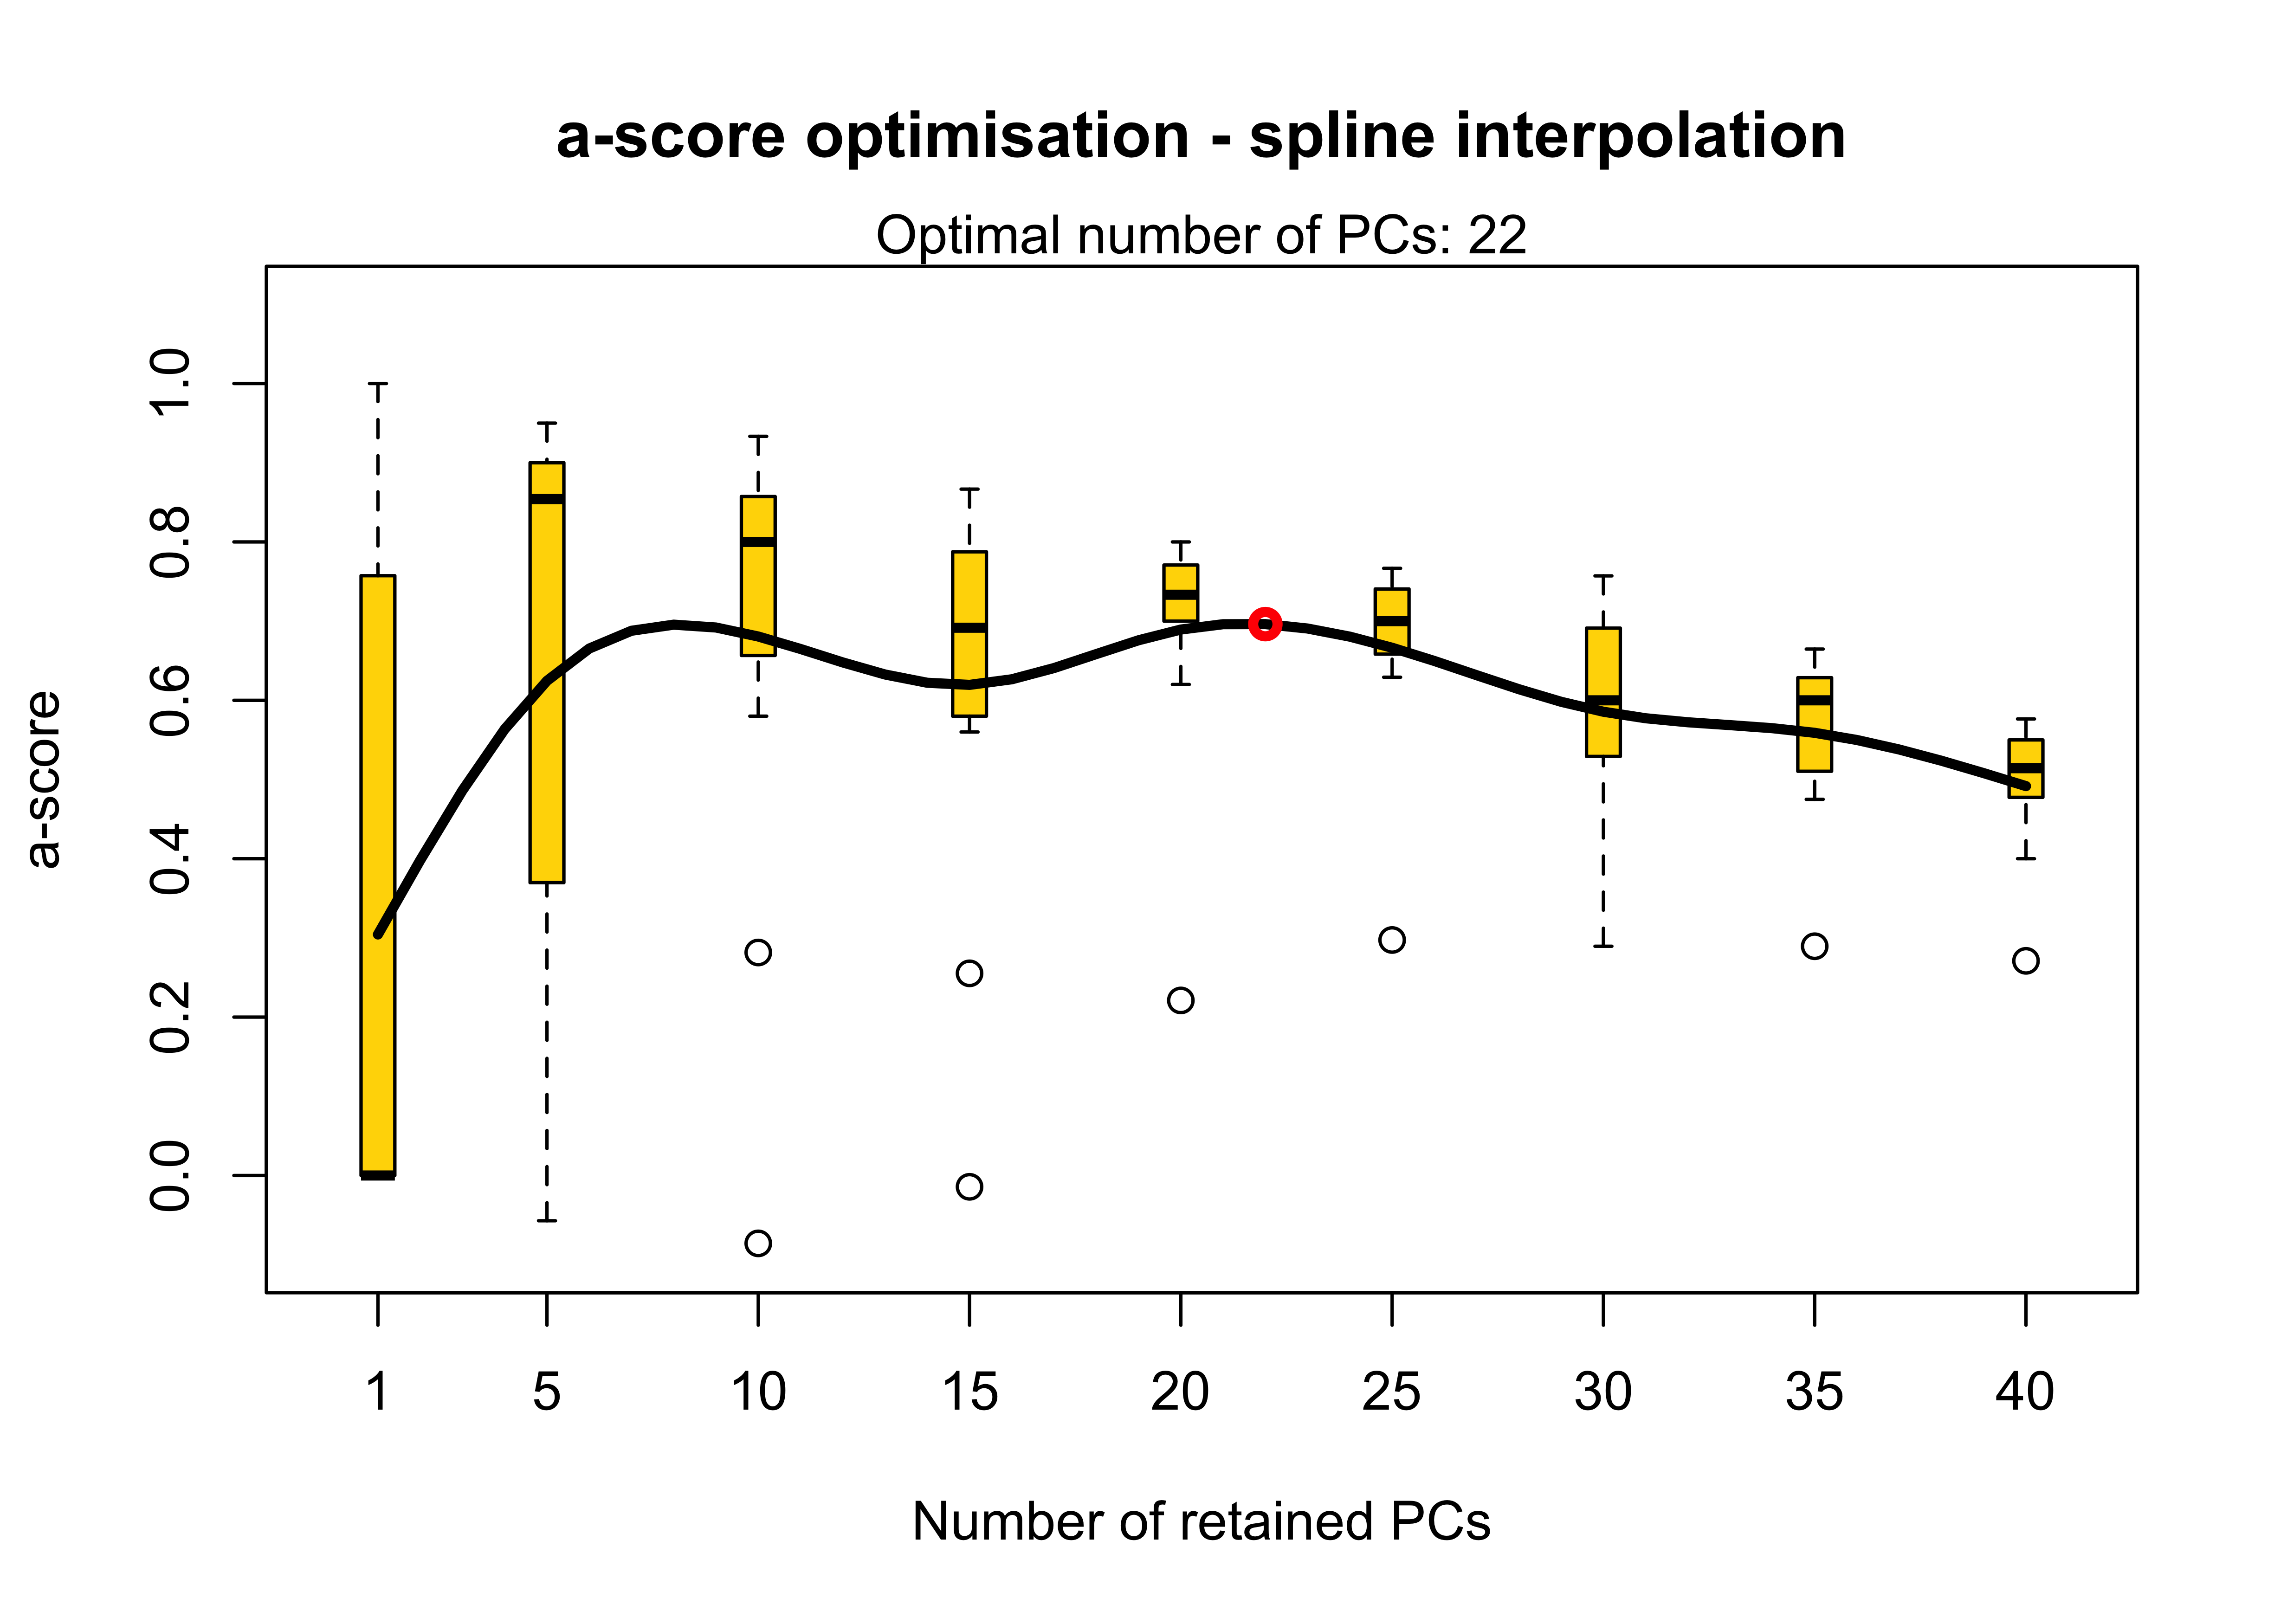 a-score optimisation - spline interpolation
Optimal number of PCs: 22
a-score
1.0
0.8
0.6
0.4
0.2
0.0
1 5 10 15 20 25 30 35 40
Number of retained PCs